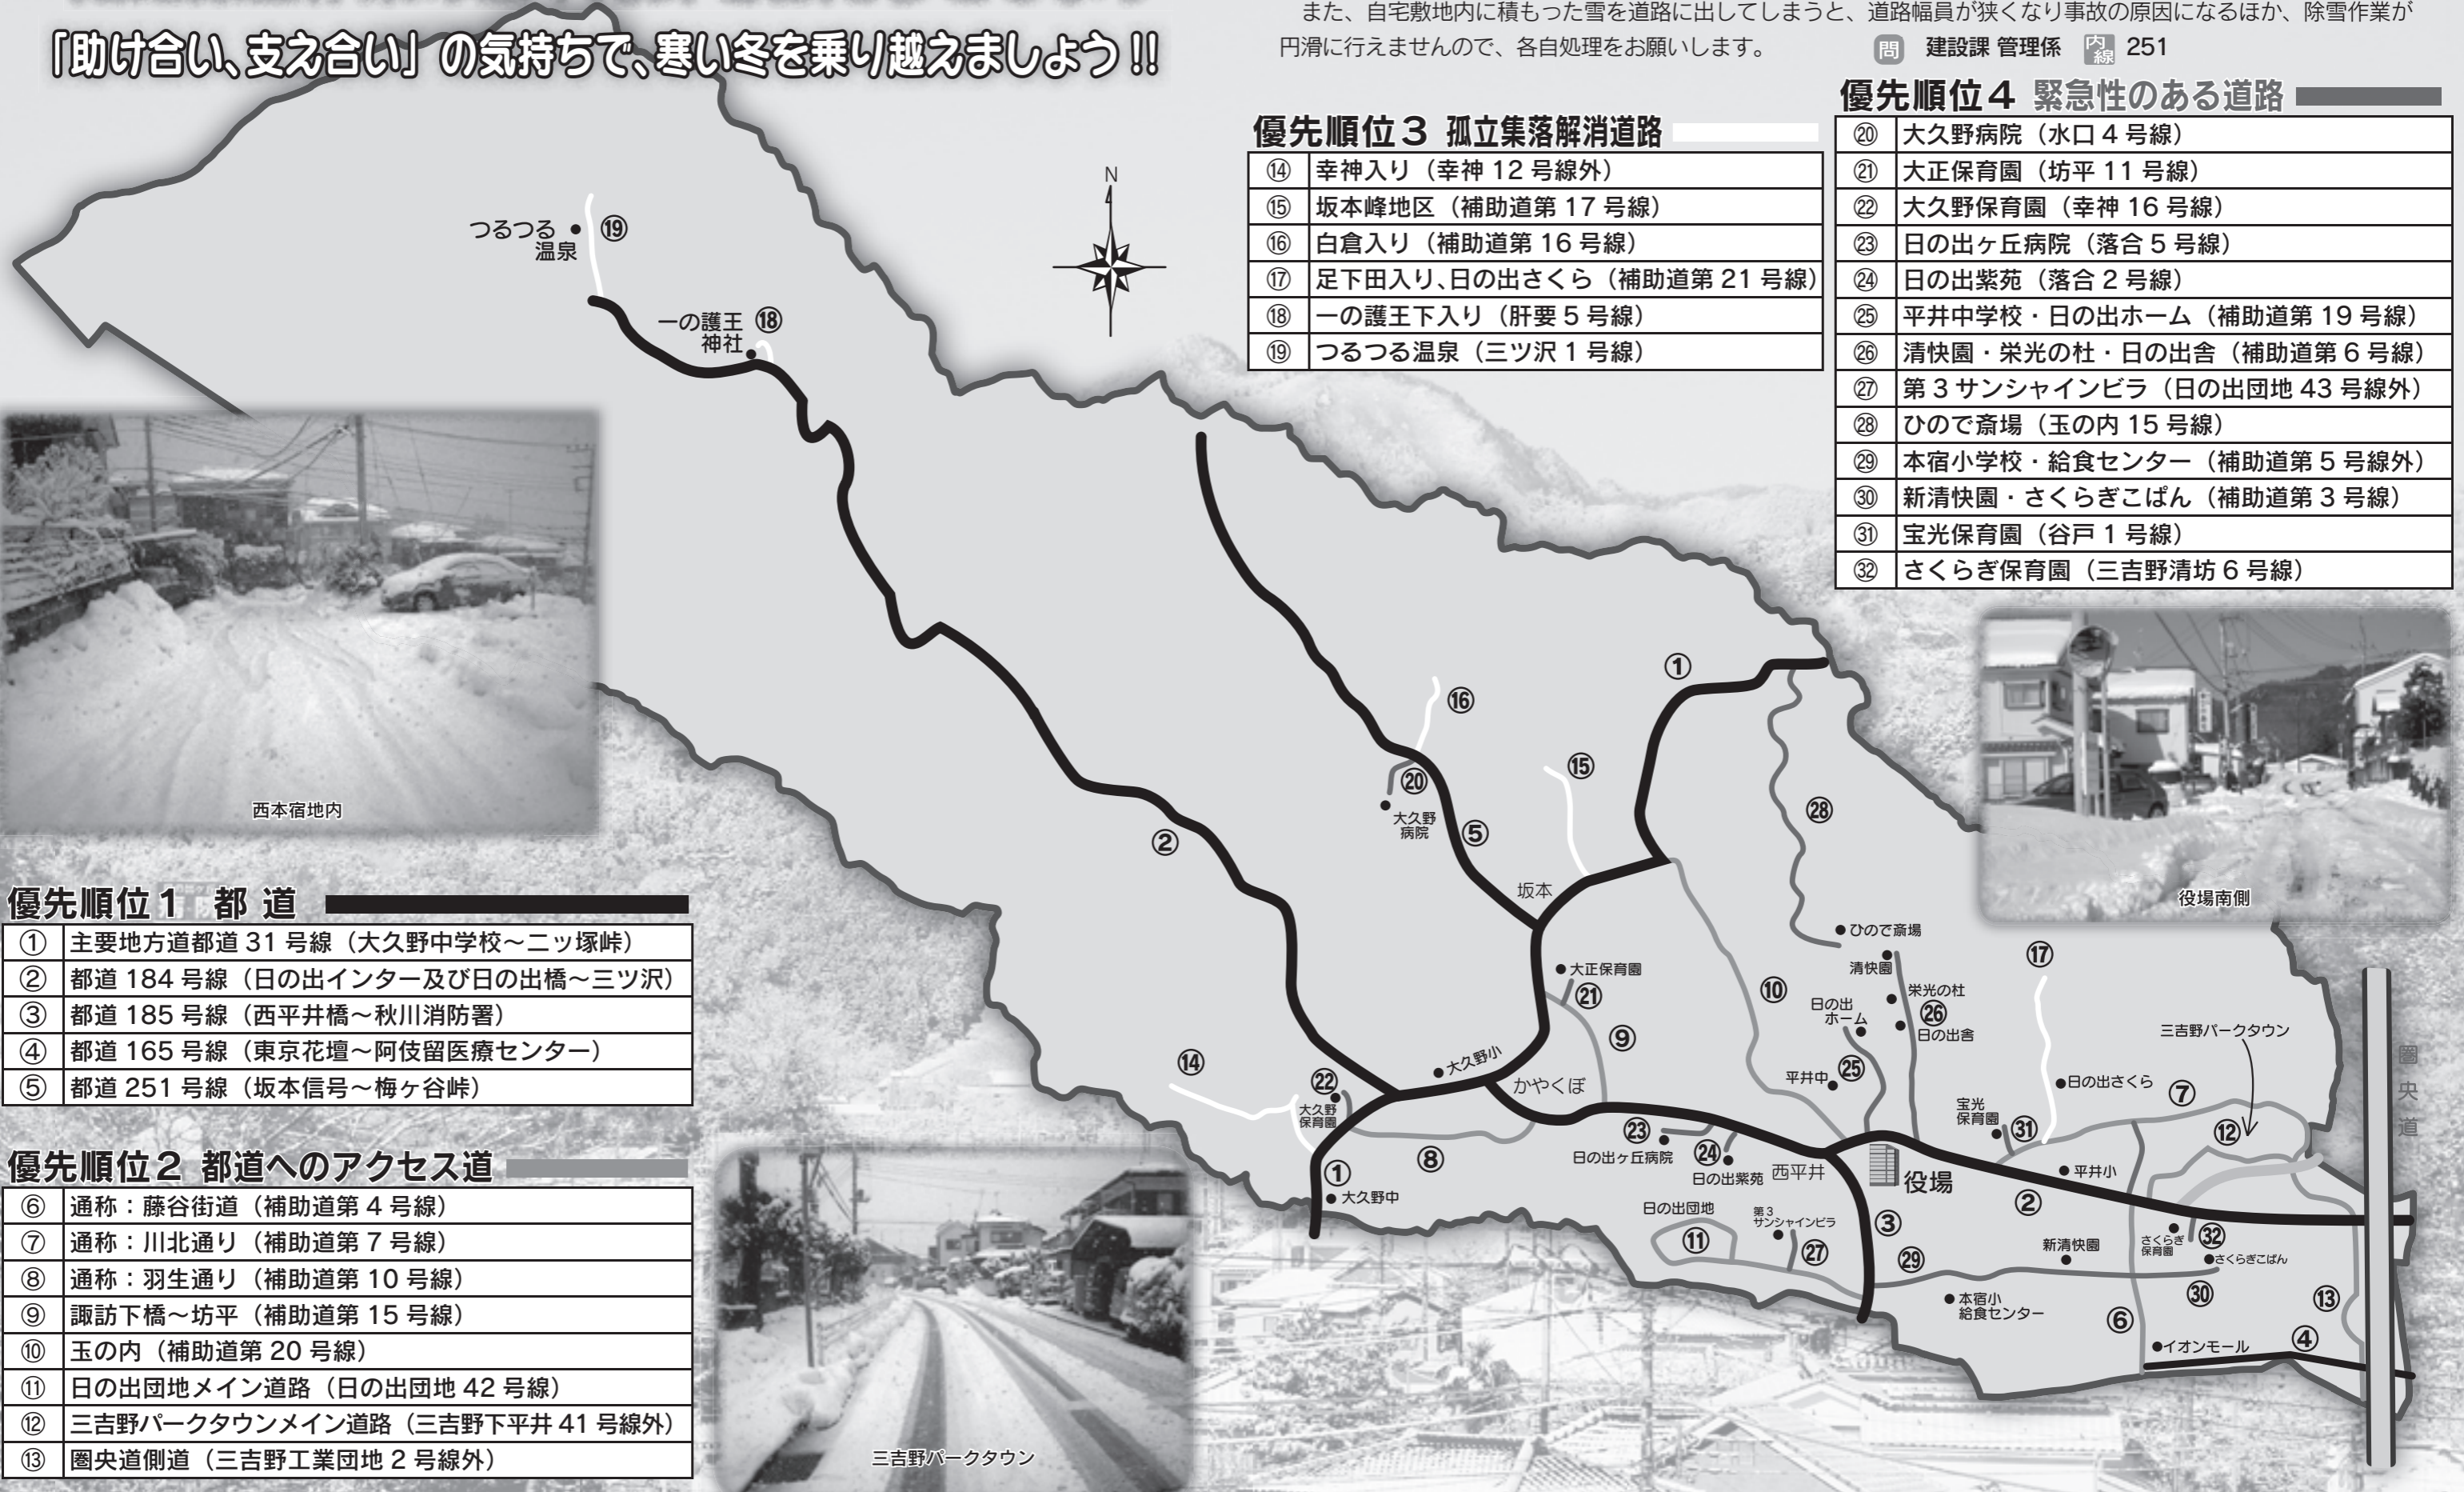 「助け合い、支え合い」の気持ちで、寒い冬を乗り越えましょう!!
また、自宅敷地内に積もった雪を道路に出してしまうと、道路幅員が狭くなり事故の原因になるほか、除雪作業が
円滑に行えませんので、各自処理をお願いします。
問 建設課 管理係 内線 251
優先順位3 孤立集落解消道路
⑭ 幸神入り（幸神 12 号線外）
⑮ 坂本峰地区（補助道第 17 号線）
⑯ 白倉入り（補助道第 16 号線）
⑰ 足下田入り、日の出さくら（補助道第 21 号線）
⑱ 一の護王下入り（肝要 5 号線）
⑲ つるつる温泉（三ツ沢 1 号線）
優先順位4 緊急性のある道路
⑳ 大久野病院（水口 4 号線）
㉑ 大正保育園（坊平 11 号線）
㉒ 大久野保育園（幸神 16 号線）
㉓ 日の出ヶ丘病院（落合 5 号線）
㉔ 日の出紫苑（落合 2 号線）
㉕ 平井中学校・日の出ホーム（補助道第 19 号線）
㉖ 清快園・栄光の杜・日の出舎（補助道第 6 号線）
㉗ 第 3 サンシャインビラ（日の出団地 43 号線外）
㉘ ひので斎場（玉の内 15 号線）
㉙ 本宿小学校・給食センター（補助道第 5 号線外）
㉚ 新清快園・さくらぎこぱん（補助道第 3 号線）
㉛ 宝光保育園（谷戸 1 号線）
㉜ さくらぎ保育園（三吉野清坊 6 号線）
N
つるつる
温泉
⑲
一の護王
神社
⑱
西本宿地内
役場南側
優先順位1 都 道
① 主要地方道都道 31 号線（大久野中学校～二ッ塚峠）
② 都道 184 号線（日の出インター及び日の出橋～三ツ沢）
③ 都道 185 号線（西平井橋～秋川消防署）
④ 都道 165 号線（東京花壇～阿伎留医療センター）
⑤ 都道 251 号線（坂本信号～梅ヶ谷峠）
優先順位2 都道へのアクセス道
⑥ 通称：藤谷街道（補助道第 4 号線）
⑦ 通称：川北通り（補助道第 7 号線）
⑧ 通称：羽生通り（補助道第 10 号線）
⑨ 諏訪下橋～坊平（補助道第 15 号線）
⑩ 玉の内（補助道第 20 号線）
⑪ 日の出団地メイン道路（日の出団地 42 号線）
⑫ 三吉野パークタウンメイン道路（三吉野下平井 41 号線外）
⑬ 圏央道側道（三吉野工業団地 2 号線外）
三吉野パークタウン
①
⑯
⑮
⑳
大久野
病院
⑤
㉘
②
坂本
ひので斎場
清快園
⑰
大正保育園
㉑
⑩
栄光の杜
㉖
日の出
ホーム
日の出舎
⑨
三吉野パークタウン
圏央道
⑭
大久野小
㉒
大久野
保育園
かやくぼ
平井中
㉕
日の出さくら
⑦
宝光
保育園
㉛
⑫
㉓
日の出ヶ丘病院
㉔
日の出紫苑
西平井
役場
平井小
⑧
①
大久野中
②
日の出団地
⑪
第3
サンシャインビラ
㉗
③
㉙
新清快園
さくらぎ
保育園
㉜
さくらぎこぱん
㉚
⑬
本宿小
給食センター
⑥
イオンモール
④